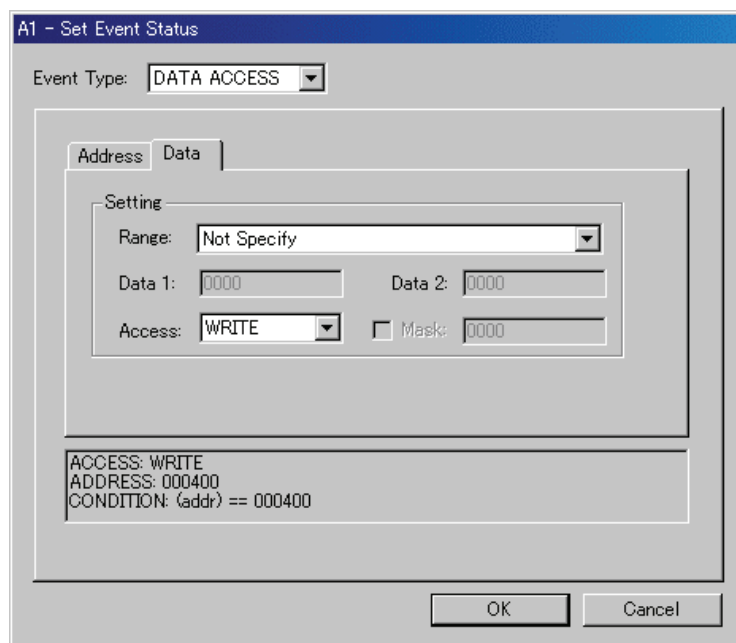 A1 - Set Event Status
Event Type: DATA ACCESS
Address Data
Setting
Range: Not Specify
Data 1: 0000 Data 2: 0000
Access: WRITE Mask: 0000
ACCESS: WRITE
ADDRESS: 000400
CONDITION: (addr) == 000400
OK Cancel